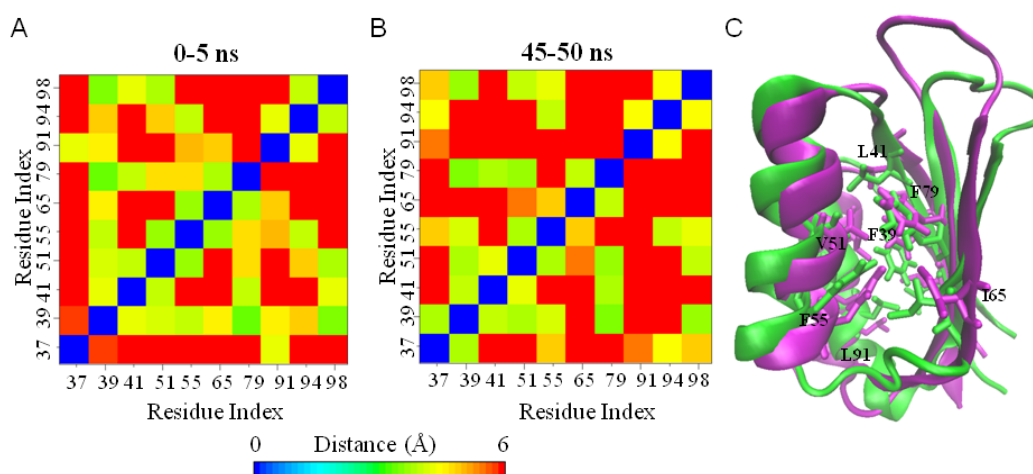 A
0-5 ns
98
94
91
79
65
55
51
41
39
37
Residue Index
37 39 41 51 55 65 79 91 94 98
Residue Index
B
45-50 ns
98
94
91
79
65
55
51
41
39
37
Residue Index
37 39 41 51 55 65 79 91 94 98
Residue Index
0 Distance (Å) 6
C
L41
F79
V51 F39
I65
F55
L91